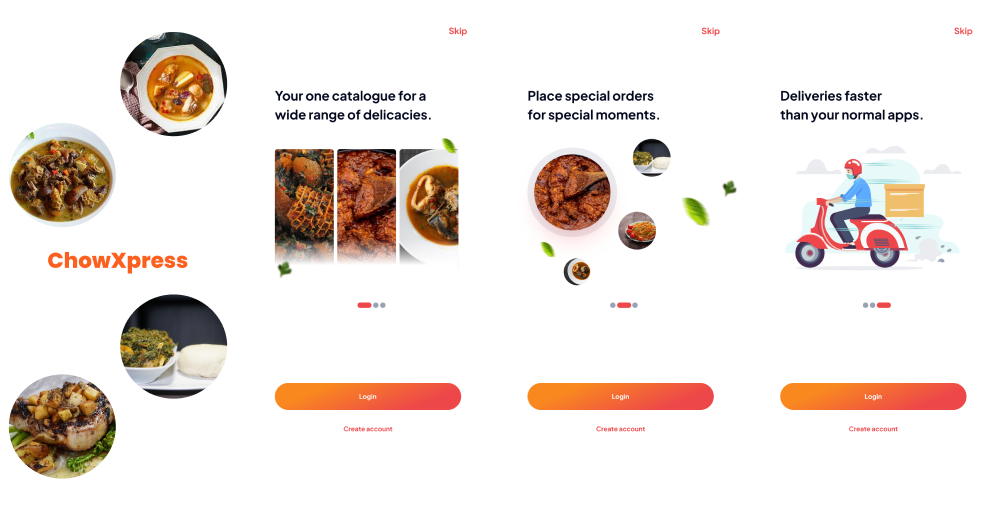 ChowXpress
Skip
Your one catalogue for a
wide range of delicacies.
Login
Create account
Skip
Place special orders
for special moments.
Login
Create account
Skip
Deliveries faster
than your normal apps.
Login
Create account